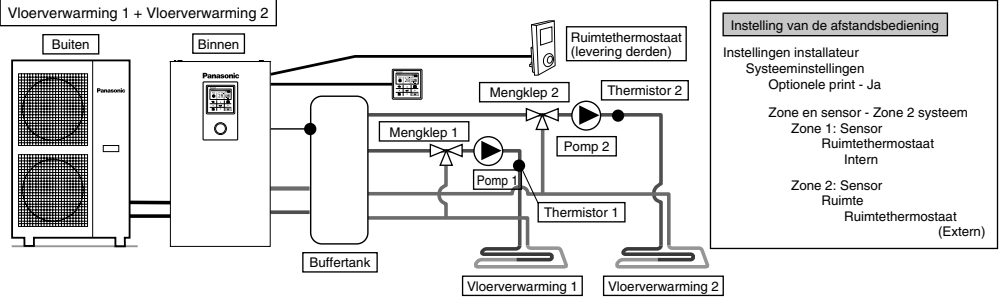 Vloerverwarming 1 + Vloerverwarming 2
Buiten
Binnen
Panasonic
Panasonic
Ruimtethermostaat
(levering derden)
Mengklep 2
Thermistor 2
Mengklep 1
Pomp 2
Pomp 1
Thermistor 1
Buffertank
Vloerverwarming 1
Vloerverwarming 2
Instelling van de afstandsbediening
Instellingen installateur
Systeeminstellingen
Optionele print - Ja
Zone en sensor - Zone 2 systeem
Zone 1: Sensor
Ruimtethermostaat
Intern
Zone 2: Sensor
Ruimte
Ruimtethermostaat
(Extern)